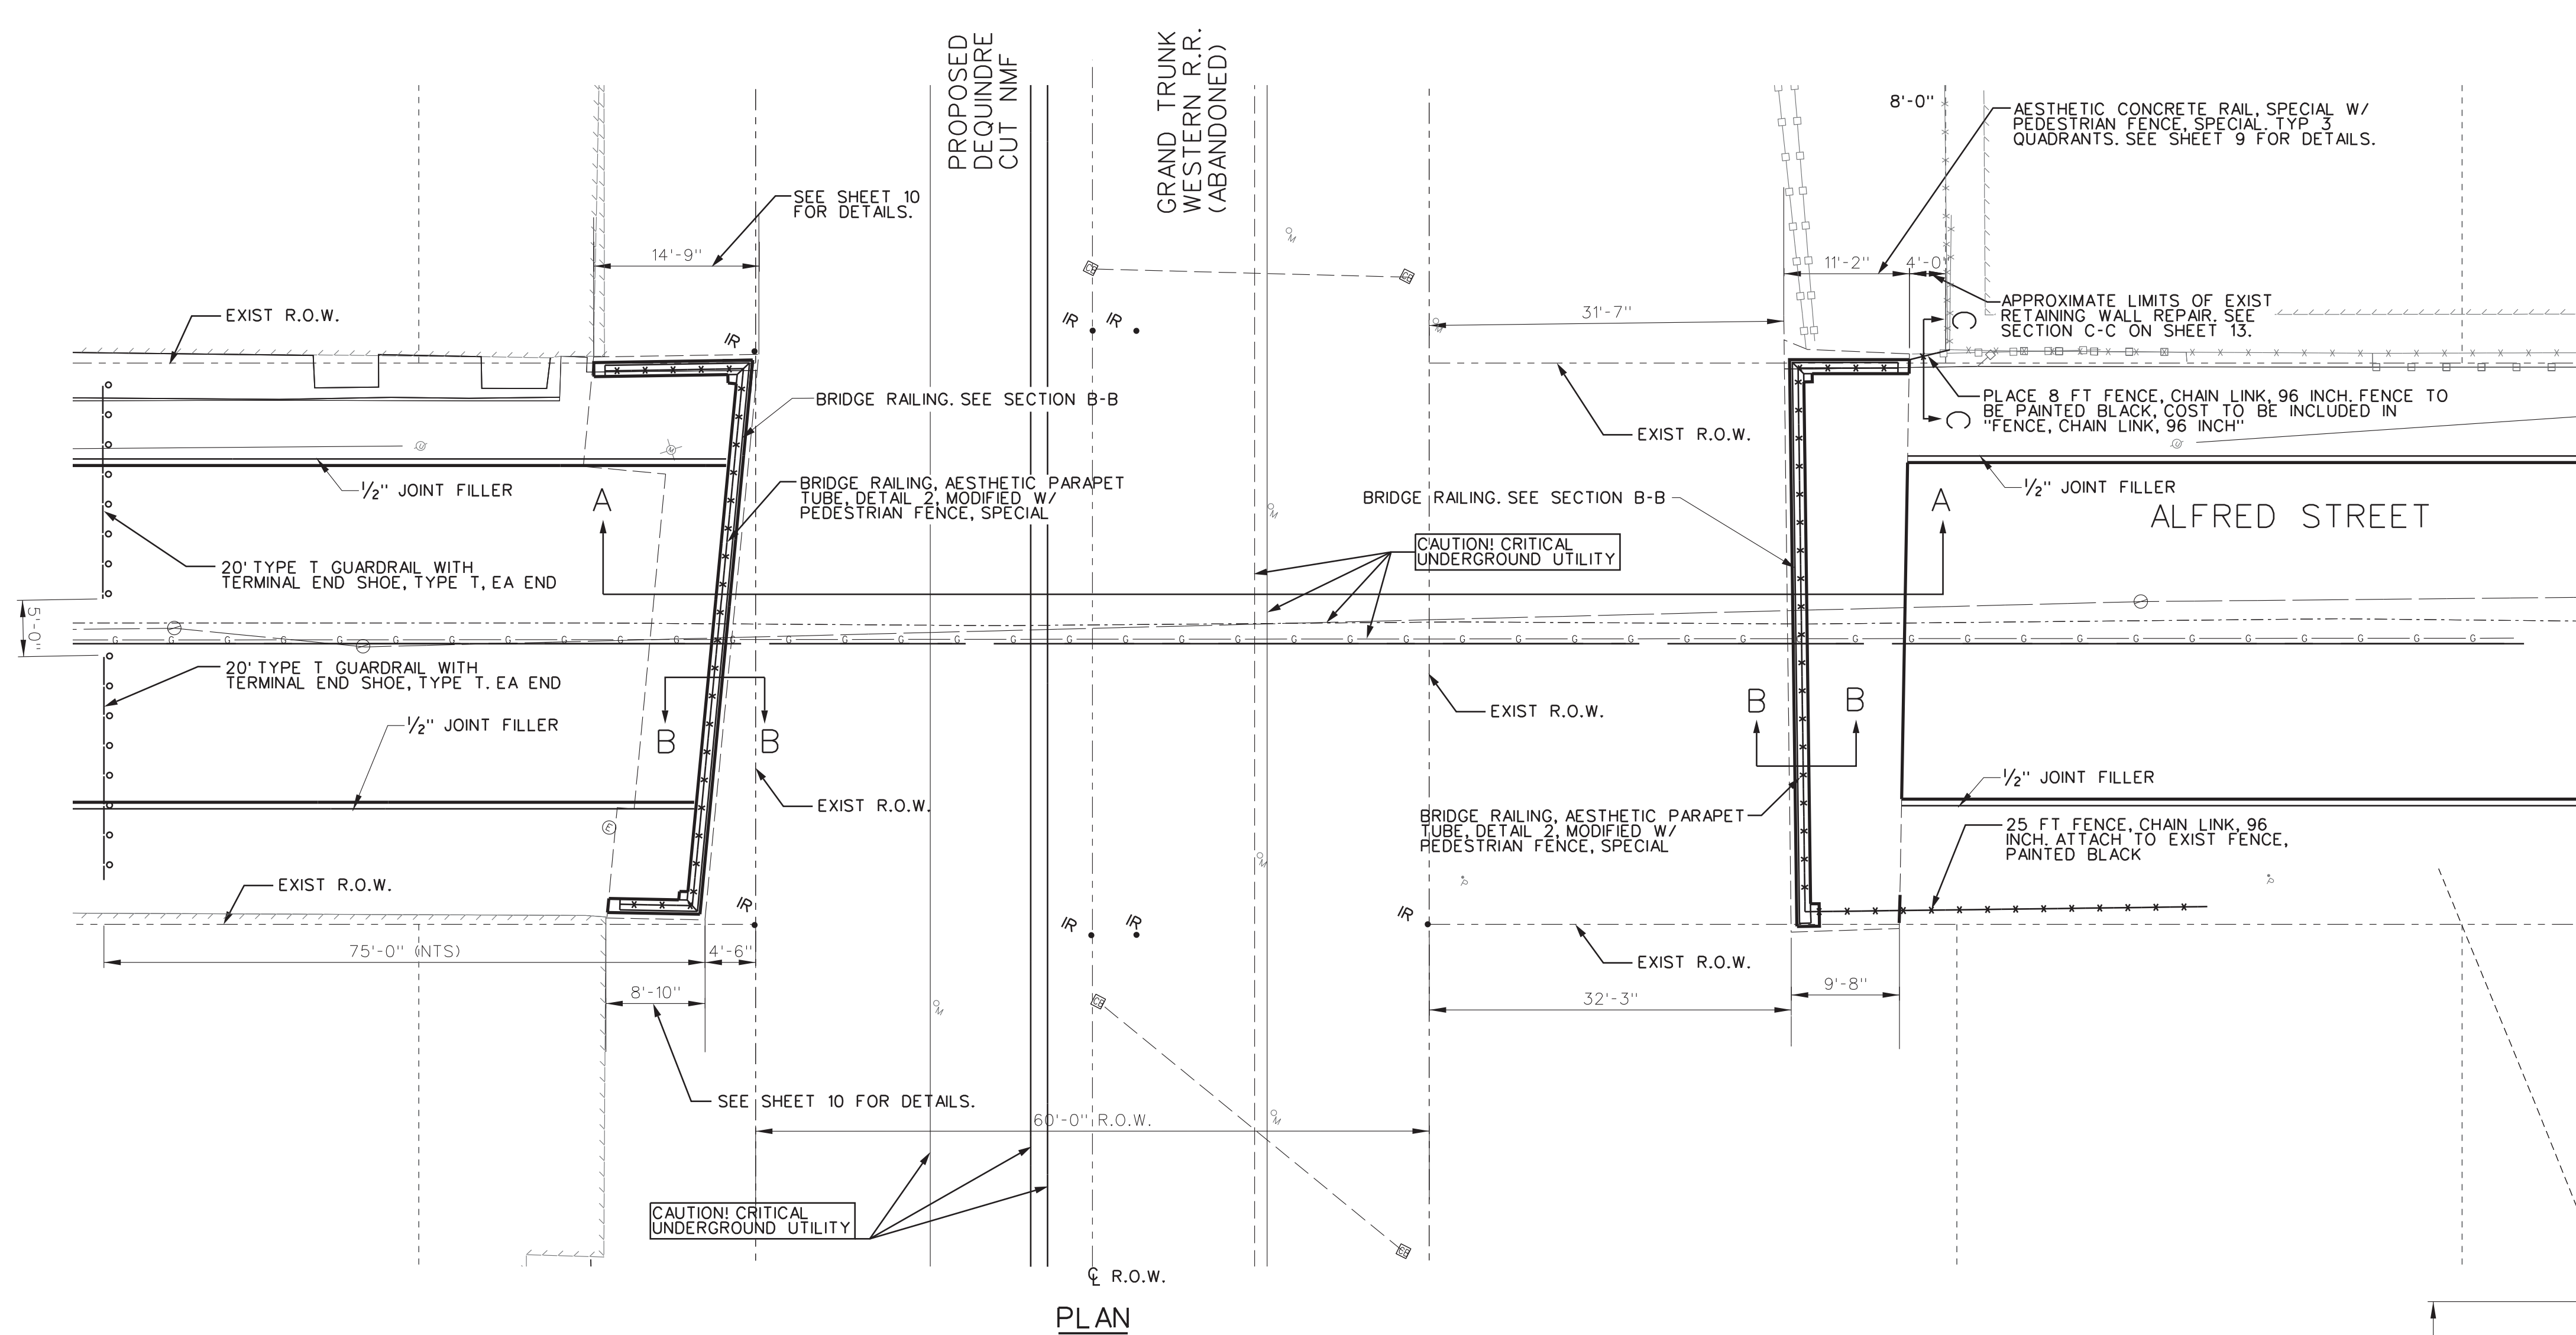 PROPOSED
DEQUINDRE
CUT NMF
GRAND TRUNK
WESTERN R.R.
(ABANDONED)
8'-0"
AESTHETIC CONCRETE RAIL, SPECIAL W/
PEDESTRIAN FENCE, SPECIAL. TYP 3
QUADRANTS. SEE SHEET 9 FOR DETAILS.
SEE SHEET 10
FOR DETAILS.
14'-9"
11'-2"
4'-0"
31'-7"
APPROXIMATE LIMITS OF EXIST
RETAINING WALL REPAIR. SEE
SECTION C-C ON SHEET 13.
EXIST R.O.W.
IR
IR
IR
C
C
CB
CB
BRIDGE RAILING. SEE SECTION B-B
PLACE 8 FT FENCE, CHAIN LINK, 96 INCH. FENCE TO
BE PAINTED BLACK, COST TO BE INCLUDED IN
"FENCE, CHAIN LINK, 96 INCH"
EXIST R.O.W.
1/2" JOINT FILLER
BRIDGE RAILING, AESTHETIC PARAPET
TUBE, DETAIL 2, MODIFIED W/
PEDESTRIAN FENCE, SPECIAL
BRIDGE RAILING. SEE SECTION B-B
1/2" JOINT FILLER
A
A
ALFRED STREET
CAUTION! CRITICAL
UNDERGROUND UTILITY
20' TYPE T GUARDRAIL WITH
TERMINAL END SHOE, TYPE T, EA END
5'-0"
G G G G G G G G G G G G G G G G G G G G G G G G G G G G G G G G G G G G G G G G G G
20' TYPE T GUARDRAIL WITH
TERMINAL END SHOE, TYPE T. EA END
EXIST R.O.W.
1/2" JOINT FILLER
B
B
B
B
EXIST R.O.W.
1/2" JOINT FILLER
BRIDGE RAILING, AESTHETIC PARAPET
TUBE, DETAIL 2, MODIFIED W/
PEDESTRIAN FENCE, SPECIAL
25 FT FENCE, CHAIN LINK, 96
INCH. ATTACH TO EXIST FENCE,
PAINTED BLACK
E
EXIST R.O.W.
IR
IR
IR
IR
75'-0" (NTS)
4'-6"
EXIST R.O.W.
8'-10"
32'-3"
9'-8"
CB
SEE SHEET 10 FOR DETAILS.
60'-0" R.O.W.
CAUTION! CRITICAL
UNDERGROUND UTILITY
CB
℄ R.O.W.
PLAN